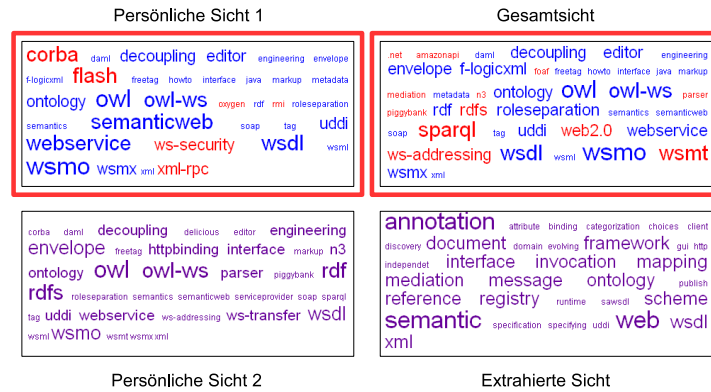 Persönliche Sicht 1
corba daml decoupling editor engineering envelope
f-logicxml flash freetag howto interface java markup metadata
ontology owl owl-ws oxygen rdf rmi roleseparation
semantics semanticweb soap tag uddi
webservice ws-security wsdl wsml
wsmo wsmx xml xml-rpc
Gesamtsicht
.net amazonapi daml decoupling editor engineering
envelope f-logicxml foaf freetag howto interface java markup
mediation metadata n3 ontology owl owl-ws parser
piggybank rdf rdfs roleseparation semantics semanticweb
soap sparql tag uddi web2.0 webservice
ws-addressing wsdl wsml wsmo wsmt
wsmx xml
corba daml decoupling delicious editor engineering
envelope freetag httpbinding interface markup n3
ontology owl owl-ws parser piggybank rdf
rdfs roleseparation semantics semanticweb serviceprovider soap sparql
tag uddi webservice ws-addressing ws-transfer wsdl
wsml wsmo wsmt wsmx xml
Persönliche Sicht 2
annotation attribute binding categorization choices client
discovery document domain evolving framework gui http
independet interface invocation mapping
mediation message ontology publish
reference registry runtime sawsdl scheme
semantic specification specifying uddi web wsdl
xml
Extrahierte Sicht